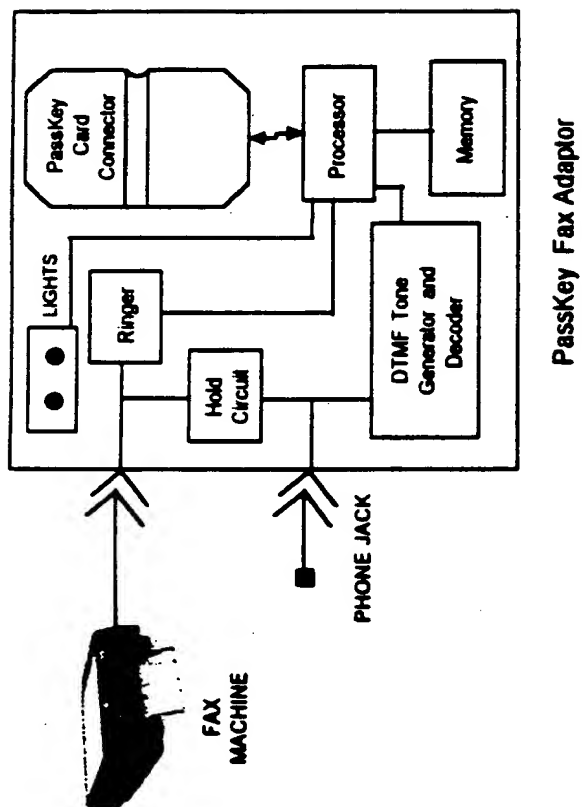 PassKey
Card
Connector
LIGHTS
Ringer
Processor
Hold
Circuit
DTMF Tone
Generator and
Decoder
Memory
FAX
MACHINE
PHONE JACK
PassKey Fax Adaptor